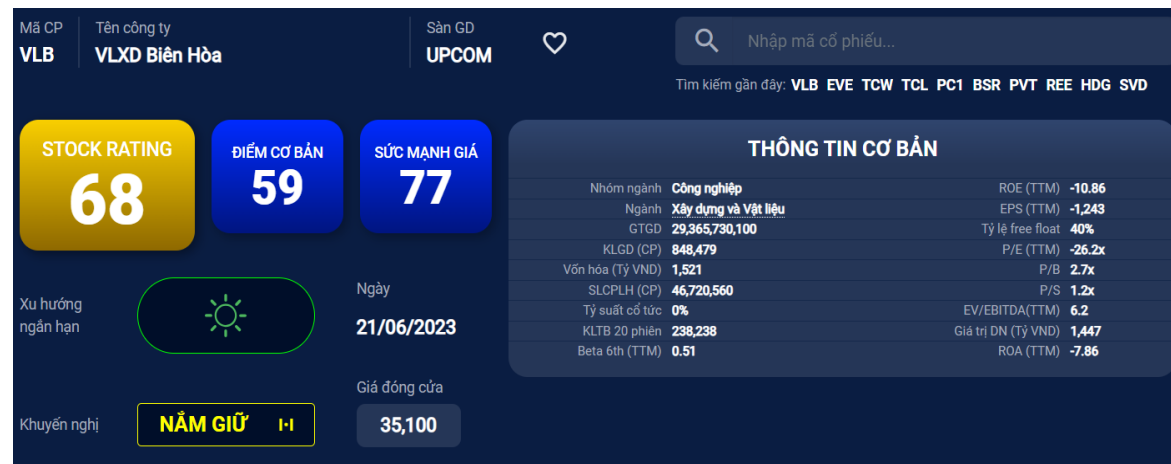 Mã CP Tên công ty Sàn GD
VLB VLXD Biên Hòa UPCOM
Nhập mã cổ phiếu...
Tìm kiếm gần đây: VLB EVE TCW TCL PC1 BSR PVT REE HDG SVD
STOCK RATING
68
ĐIỂM CƠ BẢN
59
SỨC MẠNH GIÁ
77
THÔNG TIN CƠ BẢN
Nhóm ngành Công nghiệp ROE (TTM) -10.86
Ngành Xây dựng và Vật liệu EPS (TTM) -1,243
GTGD 29,365,730,100 Tỷ lệ free float 40%
KLGD (CP) 848,479 P/E (TTM) -26.2x
Vốn hóa (Tỷ VND) 1,521 P/B 2.7x
SLCPLH (CP) 46,720,560 P/S 1.2x
Tỷ suất cổ tức 0% EV/EBITDA(TTM) 6.2
KLTB 20 phiên 238,238 Giá trị DN (Tỷ VND) 1,447
Beta 6th (TTM) 0.51 ROA (TTM) -7.86
Xu hướng
ngắn hạn
Ngày
21/06/2023
Khuyến nghị NẮM GIỮ
Giá đóng cửa
35,100